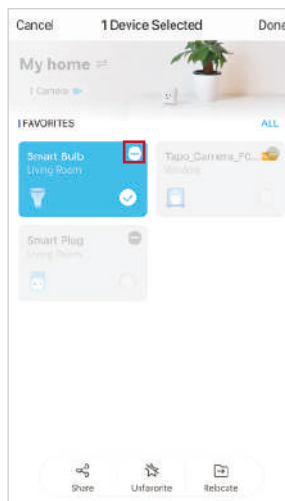 Cancel 1 Device Selected Done
My home
1 Camera
FAVORITES ALL
Smart Bulb
Living Room
Tapo_Camera_F0...
Window
Smart Plug
Living Room
Share Unfavorite Relocate